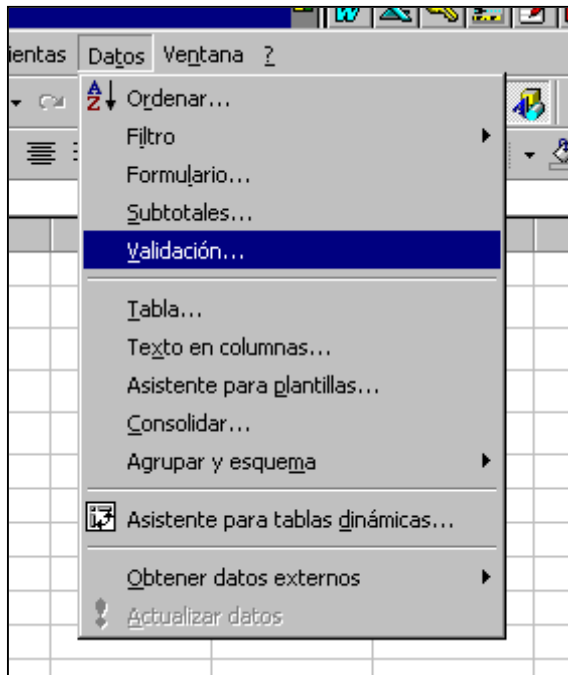 ientas Datos Ventana ?
Ordenar...
Filtro
Formulario...
Subtotales...
Validación...
Tabla...
Texto en columnas...
Asistente para plantillas...
Consolidar...
Agrupar y esquema
Asistente para tablas dinámicas...
Obtener datos externos
Actualizar datos